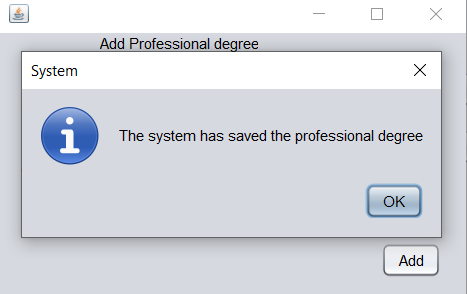 Add Professional degree
System
The system has saved the professional degree
OK
Add